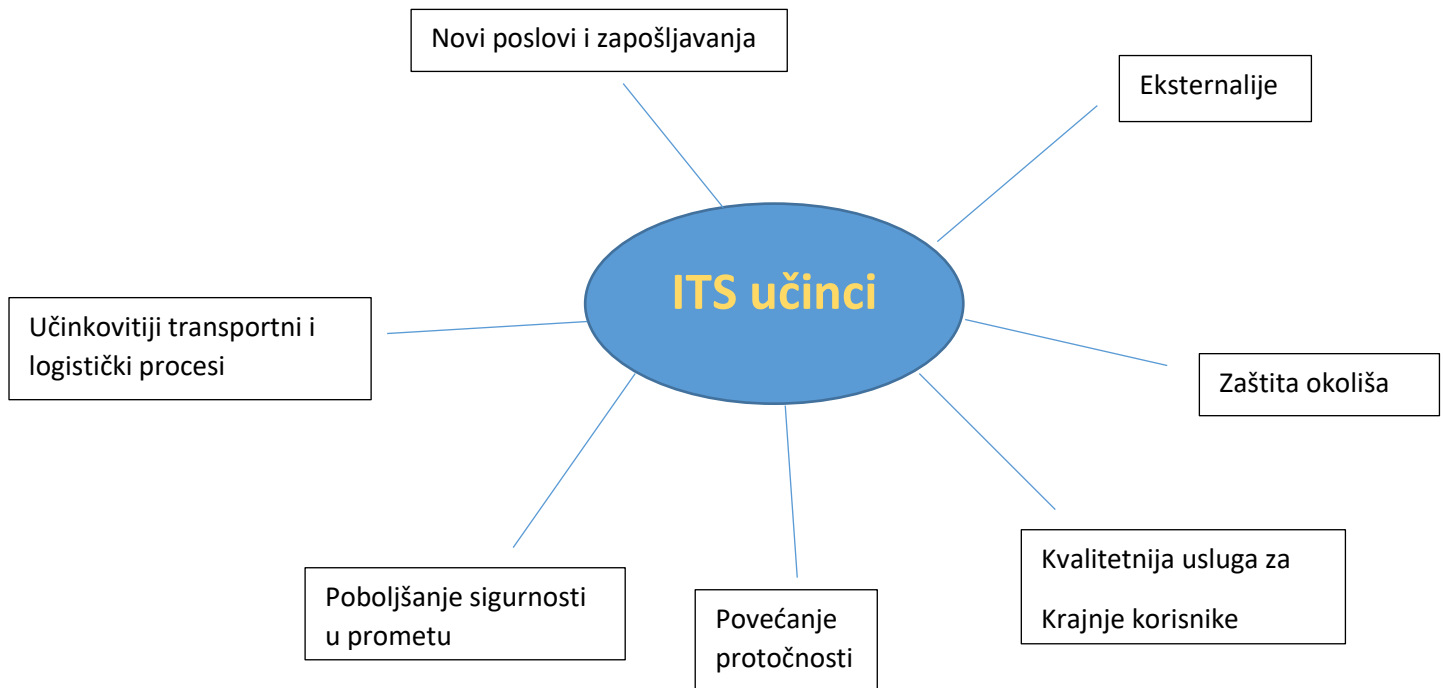 Novi poslovi i zapošljavanja
Eksternalije
ITS učinci
Učinkovitiji transportni i
logistički procesi
Zaštita okoliša
Kvalitetnija usluga za
Krajnje korisnike
Poboljšanje sigurnosti
u prometu
Povećanje
protočnosti